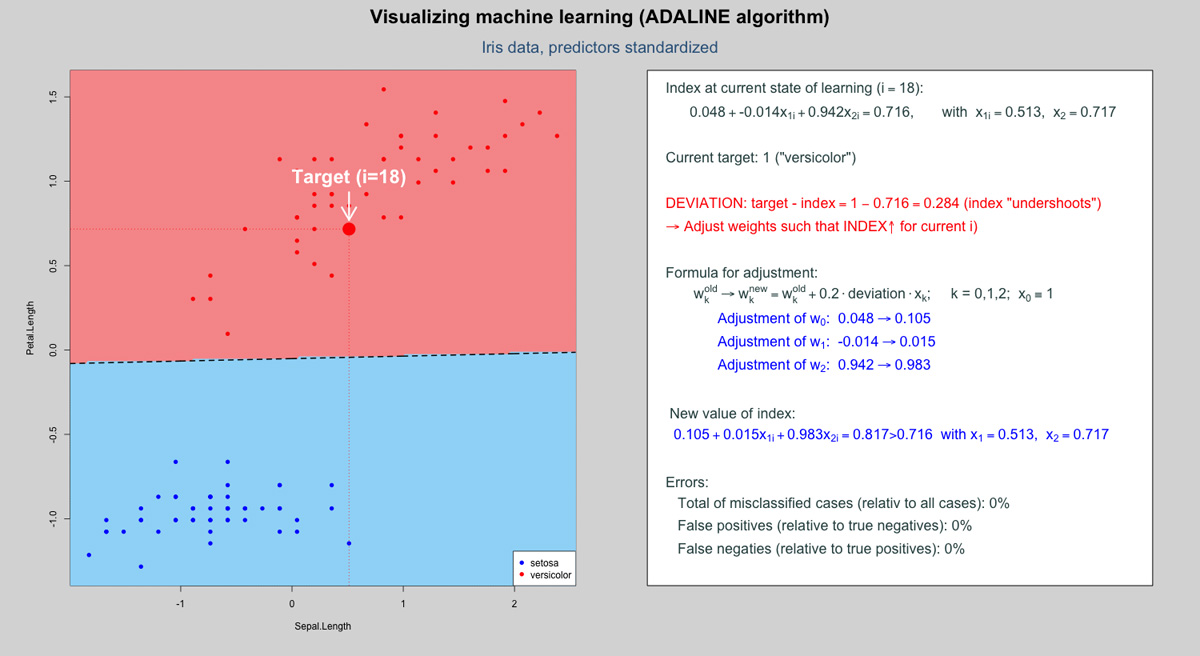 Visualizing machine learning (ADALINE algorithm)
Iris data, predictors standardized
Petal.Length
1.5
1.0
0.5
0.0
-0.5
-1.0
Target (i=18)
setosa
versicolor
-1
0
1
2
Sepal.Length
Index at current state of learning (i = 18):
0.048 + -0.014x₁ᵢ + 0.942x₂ᵢ = 0.716, with x₁ᵢ = 0.513, x₂ = 0.717
Current target: 1 ("versicolor")
DEVIATION: target - index = 1 − 0.716 = 0.284 (index "undershoots")
→ Adjust weights such that INDEX↑ for current i)
Formula for adjustment:
wₖ^old → wₖ^new = wₖ^old + 0.2 · deviation · xₖ; k = 0,1,2; x₀ ≡ 1
Adjustment of w₀: 0.048 → 0.105
Adjustment of w₁: -0.014 → 0.015
Adjustment of w₂: 0.942 → 0.983
New value of index:
0.105 + 0.015x₁ᵢ + 0.983x₂ᵢ = 0.817>0.716 with x₁ = 0.513, x₂ = 0.717
Errors:
Total of misclassified cases (relativ to all cases): 0%
False positives (relative to true negatives): 0%
False negaties (relative to true positives): 0%